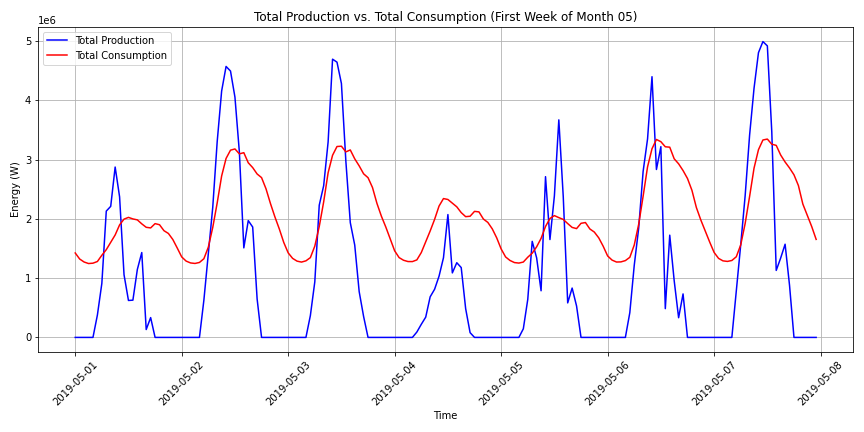 Total Production vs. Total Consumption (First Week of Month 05)
1e6
Total Production
Total Consumption
5
4
3
2
1
0
Energy (W)
2019-05-01
2019-05-02
2019-05-03
2019-05-04
2019-05-05
2019-05-06
2019-05-07
2019-05-08
Time